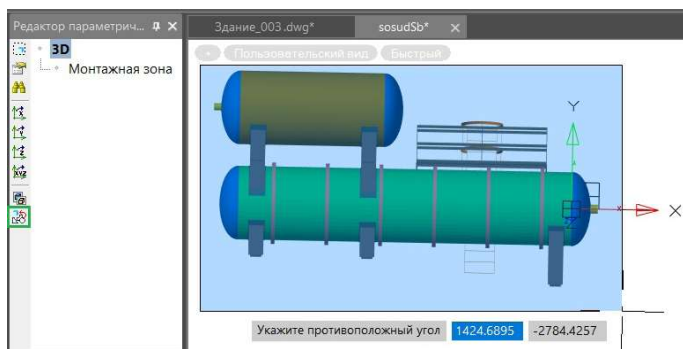 Редактор параметрич...
Здание_003.dwg*
sosudSb*
3D
Монтажная зона
- Пользовательский вид Быстрый
Y
X
Z
Укажите противоположный угол 1424.6895 -2784.4257